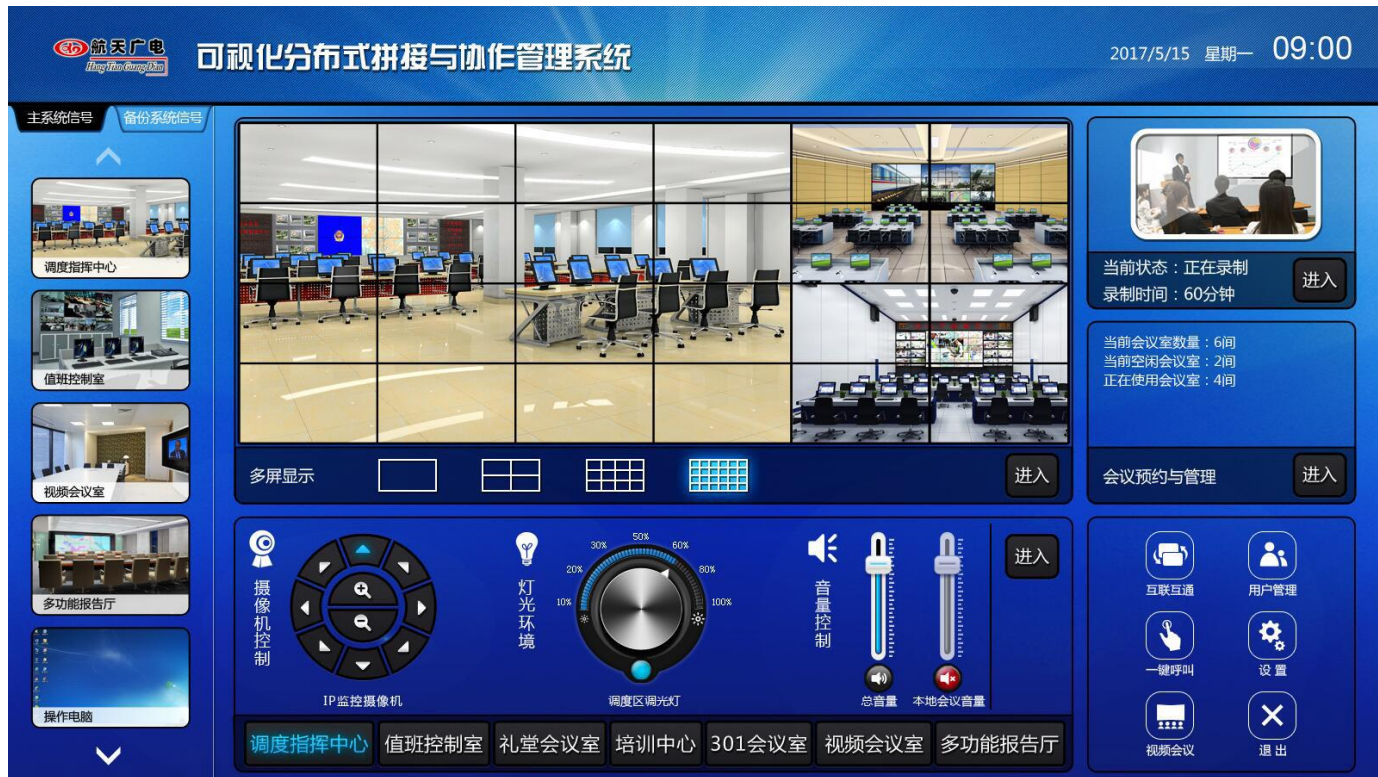 航天广电
Hang Tian Guang Dian
可视化分布式拼接与协作管理系统
2017/5/15 星期一 09:00
主系统信号
备份系统信号
调度指挥中心
值班控制室
视频会议室
多功能报告厅
操作电脑
多屏显示
进入
当前状态：正在录制
录制时间：60分钟
进入
当前会议室数量：6间
当前空闲会议室：2间
正在使用会议室：4间
会议预约与管理
进入
摄像机控制
IP监控摄像机
灯光环境
10%
20%
30%
50%
60%
80%
100%
调度区调光灯
音量控制
总音量
本地会议音量
进入
调度指挥中心
值班控制室
礼堂会议室
培训中心
301会议室
视频会议室
多功能报告厅
互联互通
用户管理
一键呼叫
设置
视频会议
退出